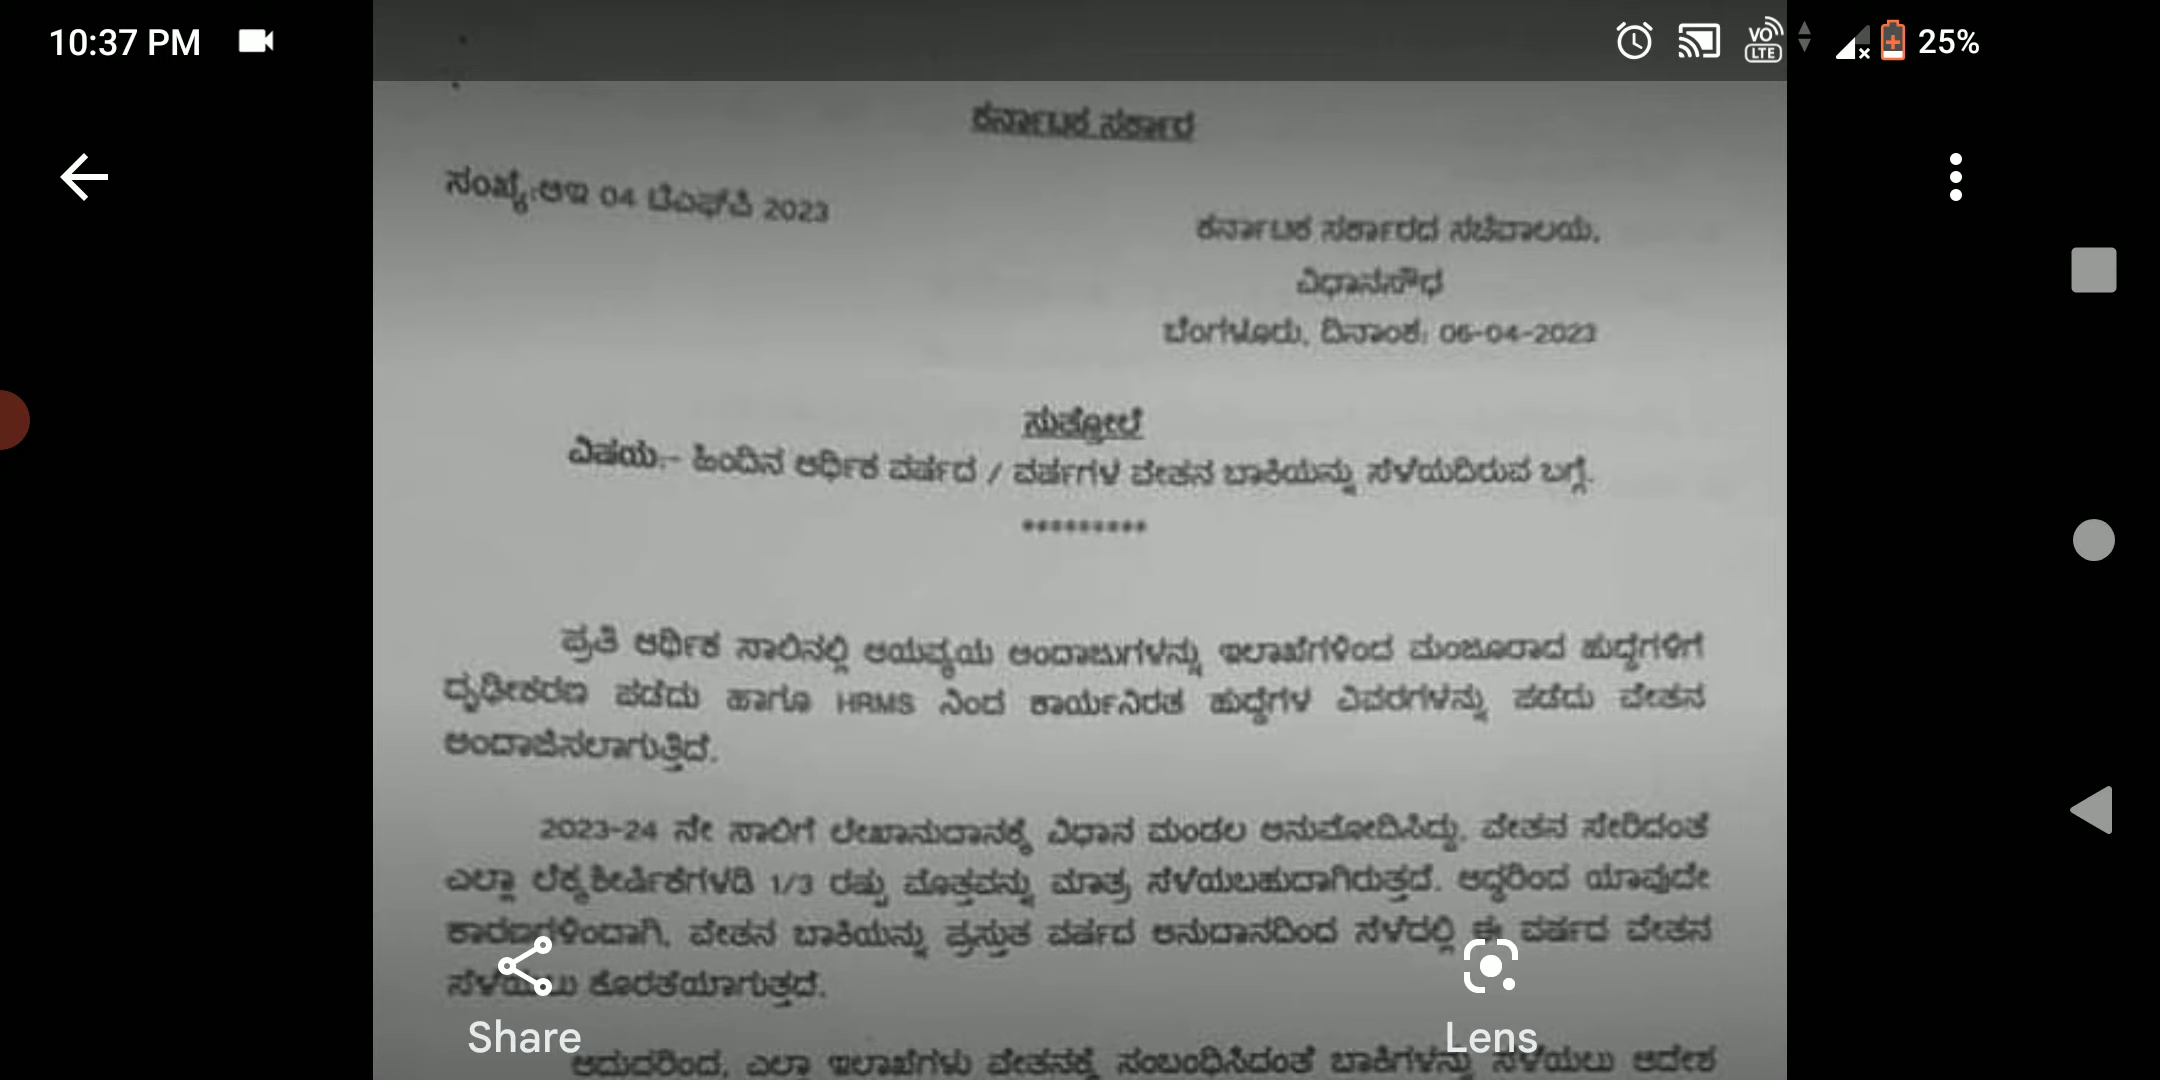 10:37 PM
VO LTE
25%
ಕರ್ನಾಟಕ ಸರ್ಕಾರ
ಸಂಖ್ಯೆ:ಆಇ 04 ಟಿಎಫ್‌ಪಿ 2023
ಕರ್ನಾಟಕ ಸರ್ಕಾರದ ಸಚಿವಾಲಯ,
ವಿಧಾನಸೌಧ
ಬೆಂಗಳೂರು, ದಿನಾಂಕ: 06-04-2023
ಸುತ್ತೋಲೆ
ವಿಷಯ:- ಹಿಂದಿನ ಆರ್ಥಿಕ ವರ್ಷದ / ವರ್ಷಗಳ ವೇತನ ಬಾಕಿಯನ್ನು ಸೆಳೆಯದಿರುವ ಬಗ್ಗೆ.
*********
ಪ್ರತಿ ಆರ್ಥಿಕ ಸಾಲಿನಲ್ಲಿ ಆಯವ್ಯಯ ಅಂದಾಜುಗಳನ್ನು ಇಲಾಖೆಗಳಿಂದ ಮಂಜೂರಾದ ಹುದ್ದೆಗಳಿಗೆ
ದೃಢೀಕರಣ ಪಡೆದು ಹಾಗೂ HRMS ನಿಂದ ಕಾರ್ಯನಿರತ ಹುದ್ದೆಗಳ ವಿವರಗಳನ್ನು ಪಡೆದು ವೇತನ
ಅಂದಾಜಿಸಲಾಗುತ್ತಿದೆ.
2023-24 ನೇ ಸಾಲಿಗೆ ಲೇಖಾನುದಾನಕ್ಕೆ ವಿಧಾನ ಮಂಡಲ ಅನುಮೋದಿಸಿದ್ದು, ವೇತನ ಸೇರಿದಂತೆ
ಎಲ್ಲಾ ಲೆಕ್ಕಶೀರ್ಷಿಕೆಗಳಡಿ 1/3 ರಷ್ಟು ಮೊತ್ತವನ್ನು ಮಾತ್ರ ಸೆಳೆಯಬಹುದಾಗಿರುತ್ತದೆ. ಆದ್ದರಿಂದ ಯಾವುದೇ
ಕಾರಣಗಳಿಂದಾಗಿ, ವೇತನ ಬಾಕಿಯನ್ನು ಪ್ರಸ್ತುತ ವರ್ಷದ ಅನುದಾನದಿಂದ ಸೆಳೆದಲ್ಲಿ ಈ ವರ್ಷದ ವೇತನ
ಸೆಳೆಯಲು ಕೊರತೆಯಾಗುತ್ತದೆ.
ಆದುದರಿಂದ, ಎಲ್ಲಾ ಇಲಾಖೆಗಳು ವೇತನಕ್ಕೆ ಸಂಬಂಧಿಸಿದಂತೆ ಬಾಕಿಗಳನ್ನು ಸೆಳೆಯಲು ಆದೇಶ
Share
Lens